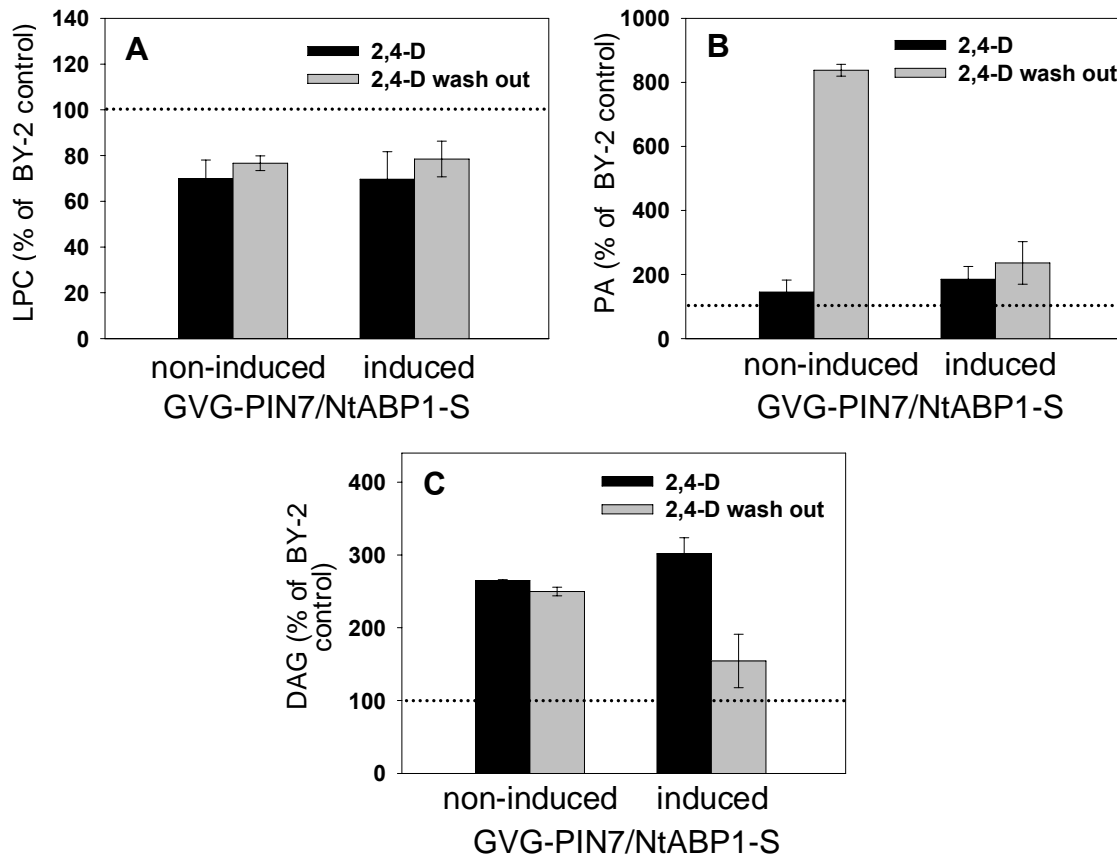 A
2,4-D
2,4-D wash out
LPC (% of BY-2 control)
140
120
100
80
60
40
20
0
non-induced
induced
GVG-PIN7/NtABP1-S
B
2,4-D
2,4-D wash out
PA (% of BY-2 control)
1000
800
600
400
200
0
non-induced
induced
GVG-PIN7/NtABP1-S
C
2,4-D
2,4-D wash out
DAG (% of BY-2
control)
400
300
200
100
0
non-induced
induced
GVG-PIN7/NtABP1-S